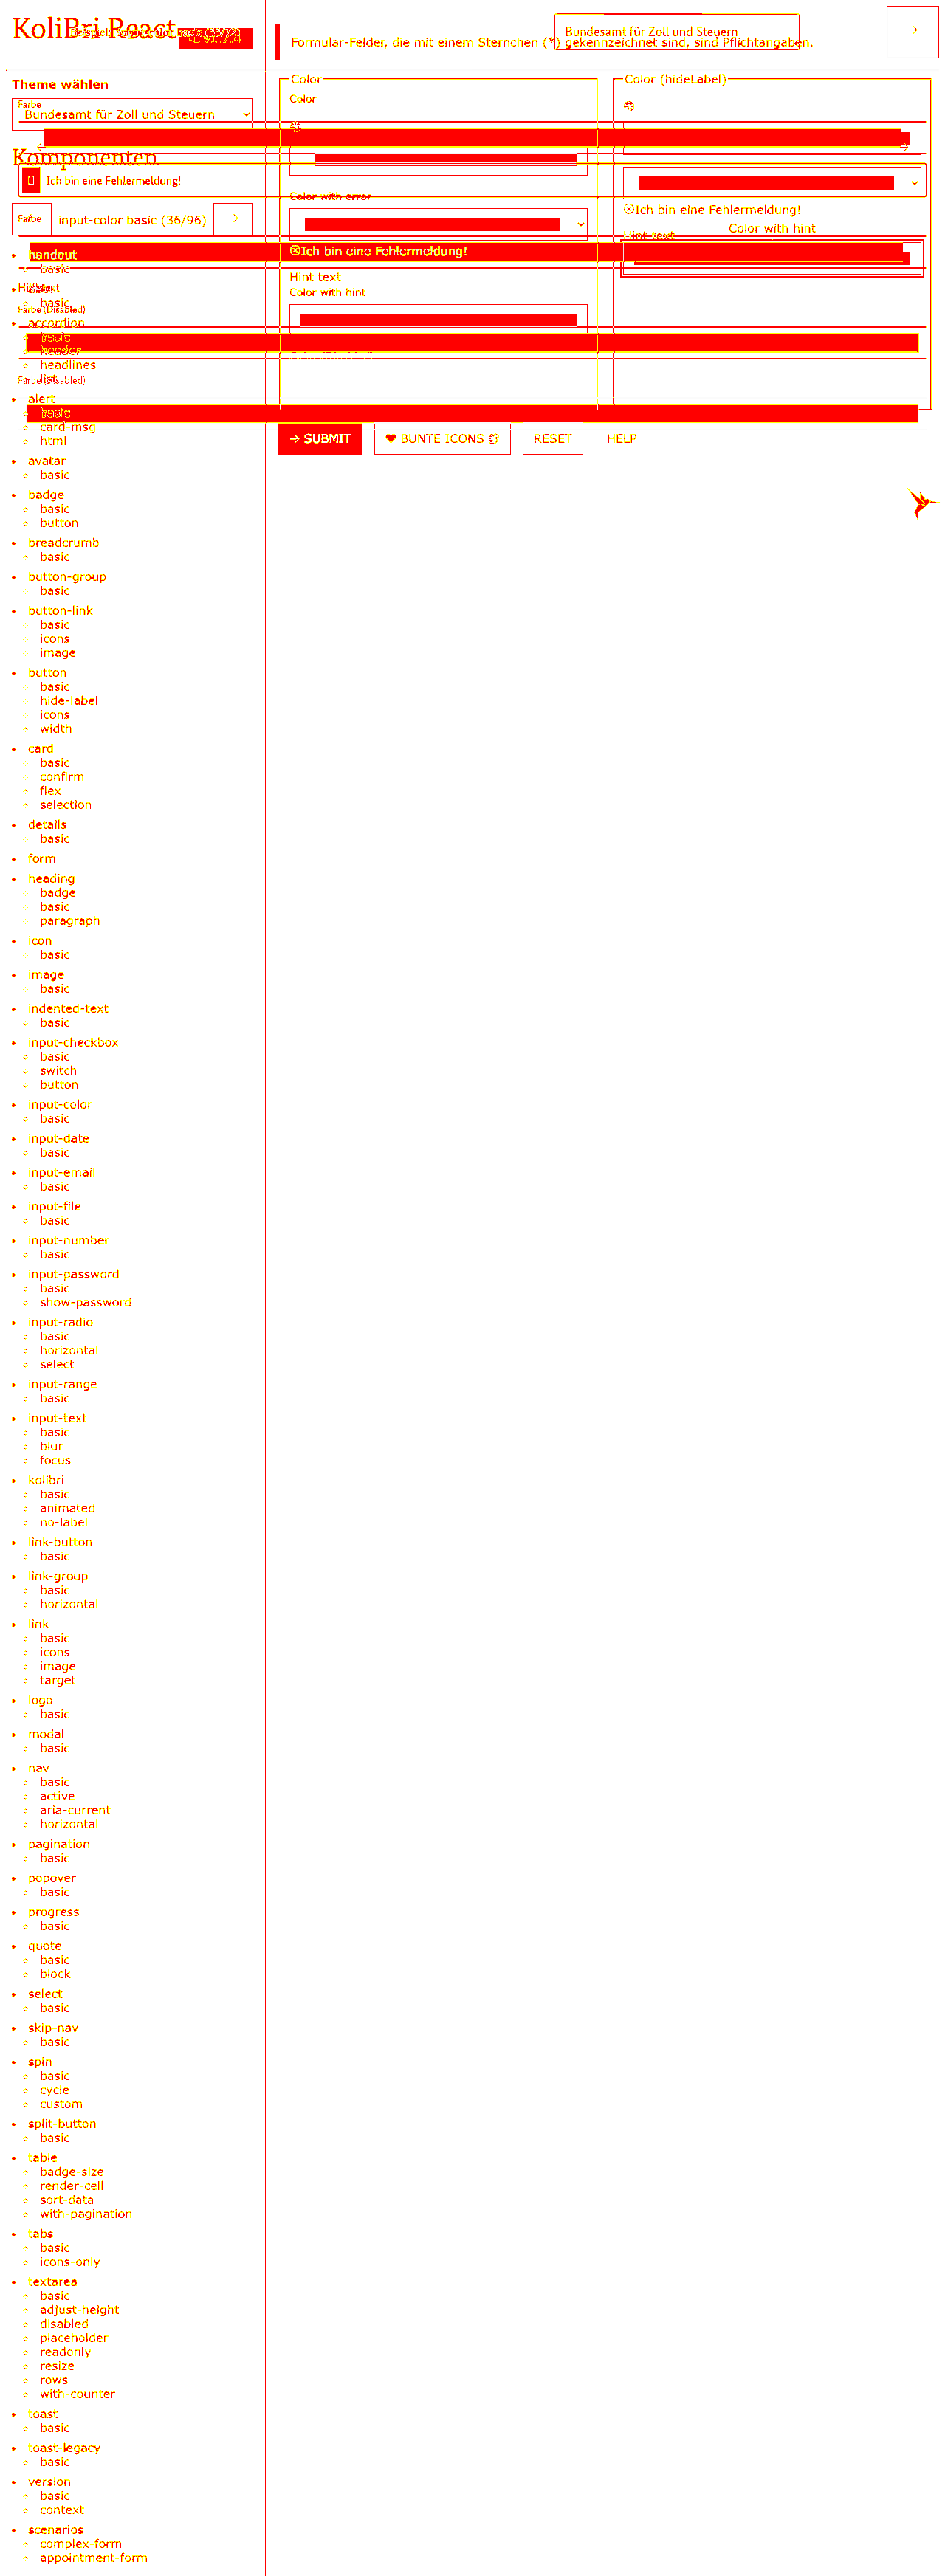 KoliBri React
Formular-Felder, die mit einem Sternchen (*) gekennzeichnet sind, sind Pflichtangaben.
Bundesamt für Zoll und Steuern
→
Theme wählen
Farbe
Bundesamt für Zoll und Steuern
Komponenten
Ich bin eine Fehlermeldung!
Farbe
input-color basic (36/96)
→
Color
Color
Color with error
Ich bin eine Fehlermeldung!
Hint text
Color with hint
Color (hideLabel)
Ich bin eine Fehlermeldung!
Hint text
Color with hint
→ SUBMIT
BUNTE ICONS
RESET
HELP
handout
basic
basic
Farbe (Disabled)
accordion
basic
header
headlines
list
Farbe (Disabled)
alert
basic
card-msg
html
avatar
basic
badge
basic
button
breadcrumb
basic
button-group
basic
button-link
basic
icons
image
button
basic
hide-label
icons
width
card
basic
confirm
flex
selection
details
basic
form
heading
badge
basic
paragraph
icon
basic
image
basic
indented-text
basic
input-checkbox
basic
switch
button
input-color
basic
input-date
basic
input-email
basic
input-file
basic
input-number
basic
input-password
basic
show-password
input-radio
basic
horizontal
select
input-range
basic
input-text
basic
blur
focus
kolibri
basic
animated
no-label
link-button
basic
link-group
basic
horizontal
link
basic
icons
image
target
logo
basic
modal
basic
nav
basic
active
aria-current
horizontal
pagination
basic
popover
basic
progress
basic
quote
basic
block
select
basic
skip-nav
basic
spin
basic
cycle
custom
split-button
basic
table
badge-size
render-cell
sort-data
with-pagination
tabs
basic
icons-only
textarea
basic
adjust-height
disabled
placeholder
readonly
resize
rows
with-counter
toast
basic
toast-legacy
basic
version
basic
context
scenarios
complex-form
appointment-form